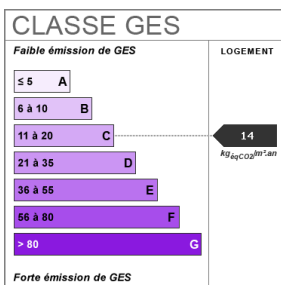 CLASSE GES
Faible émission de GES
LOGEMENT
≤ 5 A
6 à 10 B
11 à 20 C
14
kgéqCO2/m².an
21 à 35 D
36 à 55 E
56 à 80 F
> 80 G
Forte émission de GES